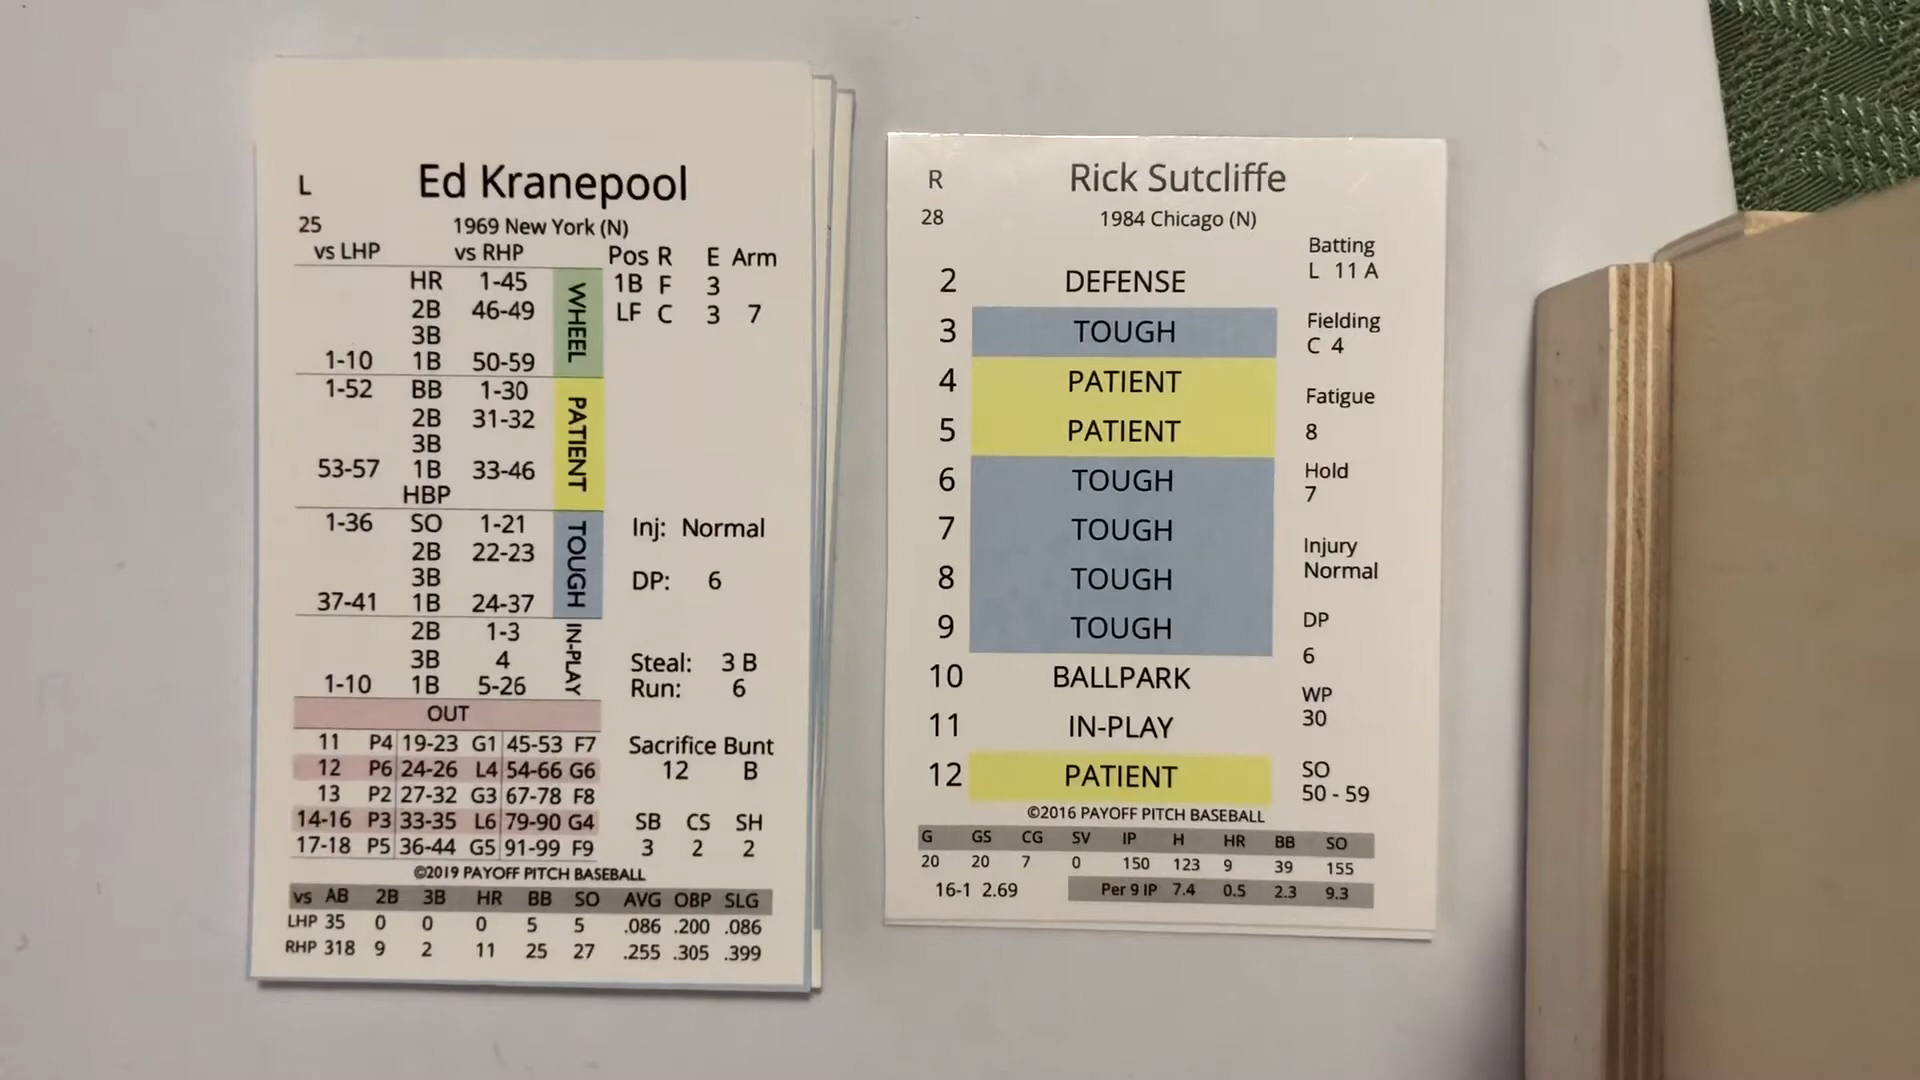 L Ed Kranepool
25 1969 New York (N)
vs LHP vs RHP Pos R E Arm
HR 1-45 1B F 3
2B 46-49 LF C 3 7
3B
1-10 1B 50-59
WHEEL
1-52 BB 1-30
2B 31-32
3B
53-57 1B 33-46
HBP
PATIENT
1-36 SO 1-21 Inj: Normal
2B 22-23
3B DP: 6
37-41 1B 24-37
TOUGH
2B 1-3
3B 4 Steal: 3 B
1-10 1B 5-26 Run: 6
IN-PLAY
OUT
11 P4 19-23 G1 45-53 F7 Sacrifice Bunt
12 P6 24-26 L4 54-66 G6 12 B
13 P2 27-32 G3 67-78 F8
14-16 P3 33-35 L6 79-90 G4 SB CS SH
17-18 P5 36-44 G5 91-99 F9 3 2 2
©2019 PAYOFF PITCH BASEBALL
vs AB 2B 3B HR BB SO AVG OBP SLG
LHP 35 0 0 0 5 5 .086 .200 .086
RHP 318 9 2 11 25 27 .255 .305 .399
R Rick Sutcliffe
28 1984 Chicago (N)
2 DEFENSE
3 TOUGH
4 PATIENT
5 PATIENT
6 TOUGH
7 TOUGH
8 TOUGH
9 TOUGH
10 BALLPARK
11 IN-PLAY
12 PATIENT
Batting
L 11 A
Fielding
C 4
Fatigue
8
Hold
7
Injury
Normal
DP
6
WP
30
SO
50 - 59
©2016 PAYOFF PITCH BASEBALL
G GS CG SV IP H HR BB SO
20 20 7 0 150 123 9 39 155
16-1 2.69 Per 9 IP 7.4 0.5 2.3 9.3